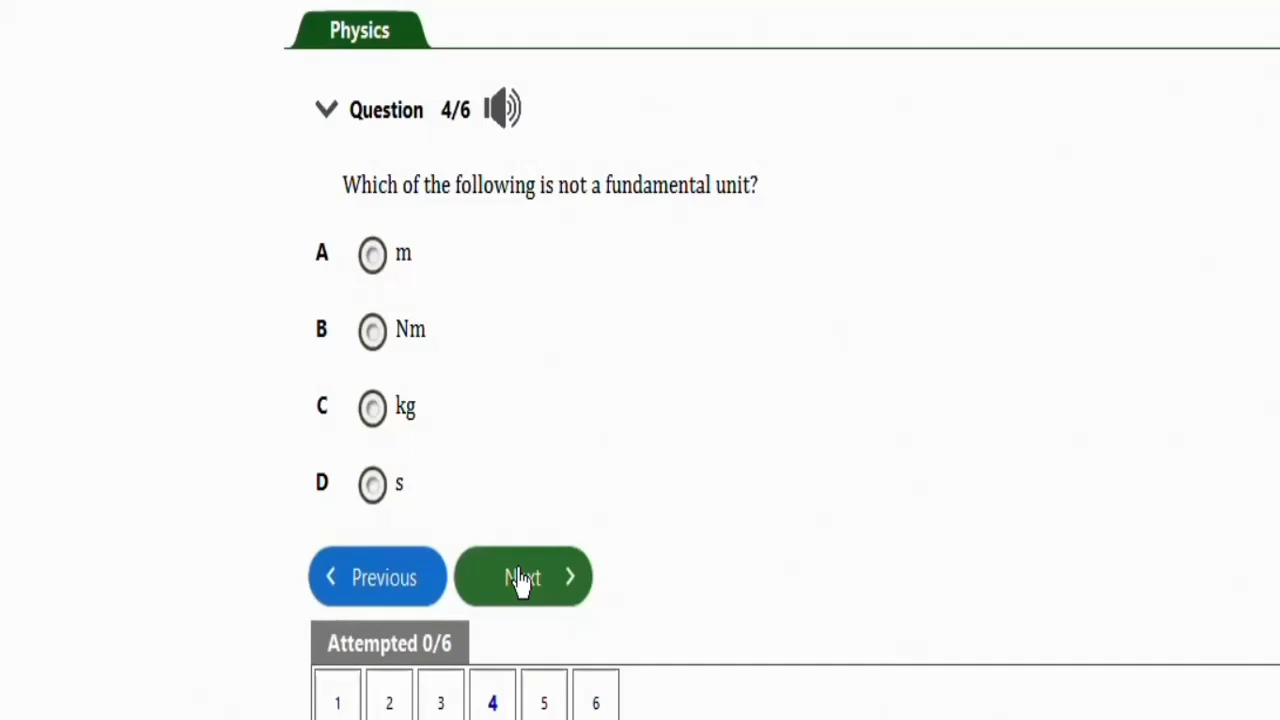 Physics
Question 4/6
Which of the following is not a fundamental unit?
A m
B Nm
C kg
D s
Previous Next
Attempted 0/6
1 2 3 4 5 6